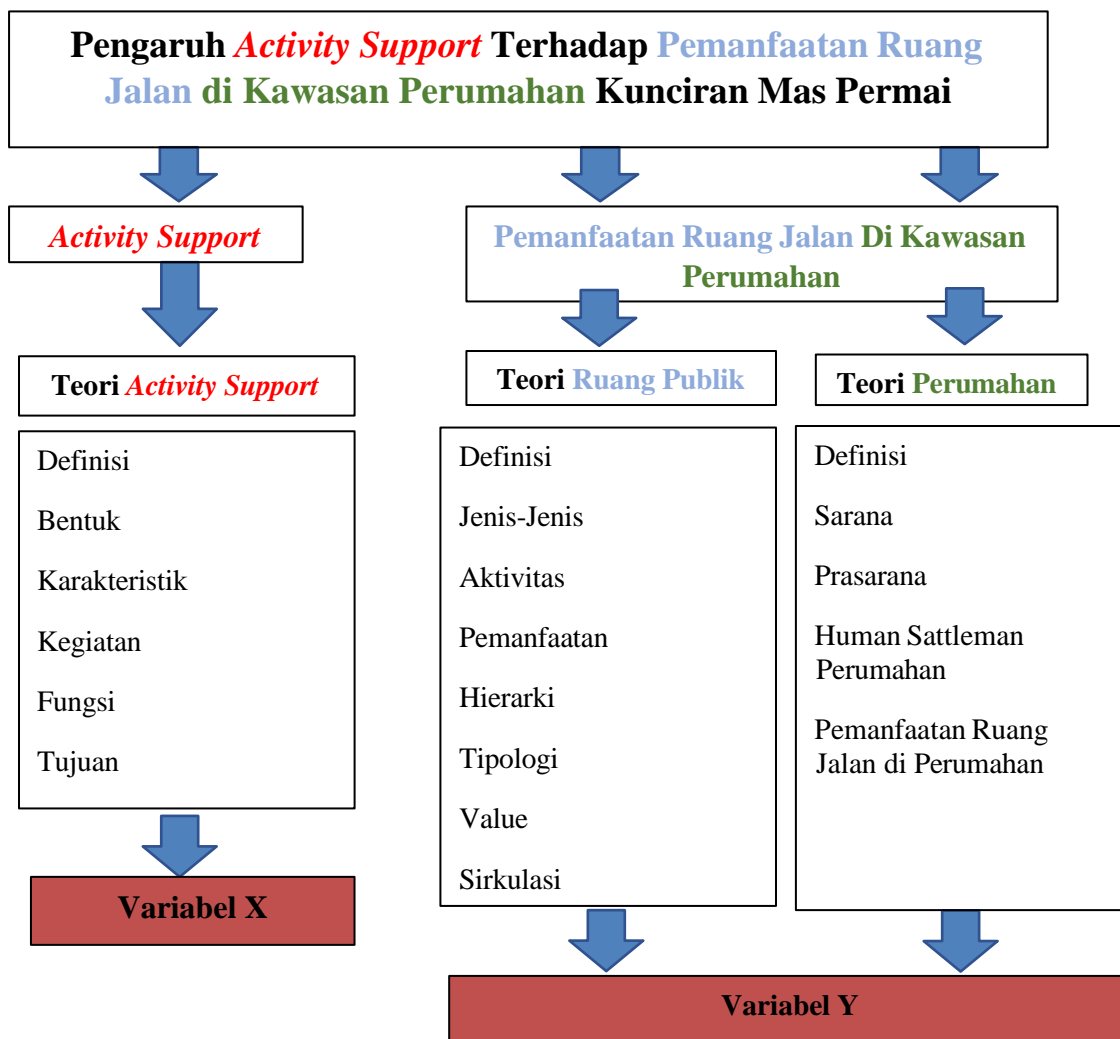 Pengaruh Activity Support Terhadap Pemanfaatan Ruang
Jalan di Kawasan Perumahan Kunciran Mas Permai
Activity Support
Pemanfaatan Ruang Jalan Di Kawasan
Perumahan
Teori Activity Support
Definisi
Bentuk
Karakteristik
Kegiatan
Fungsi
Tujuan
Variabel X
Teori Ruang Publik
Definisi
Jenis-Jenis
Aktivitas
Pemanfaatan
Hierarki
Tipologi
Value
Sirkulasi
Teori Perumahan
Definisi
Sarana
Prasarana
Human Sattleman
Perumahan
Pemanfaatan Ruang
Jalan di Perumahan
Variabel Y